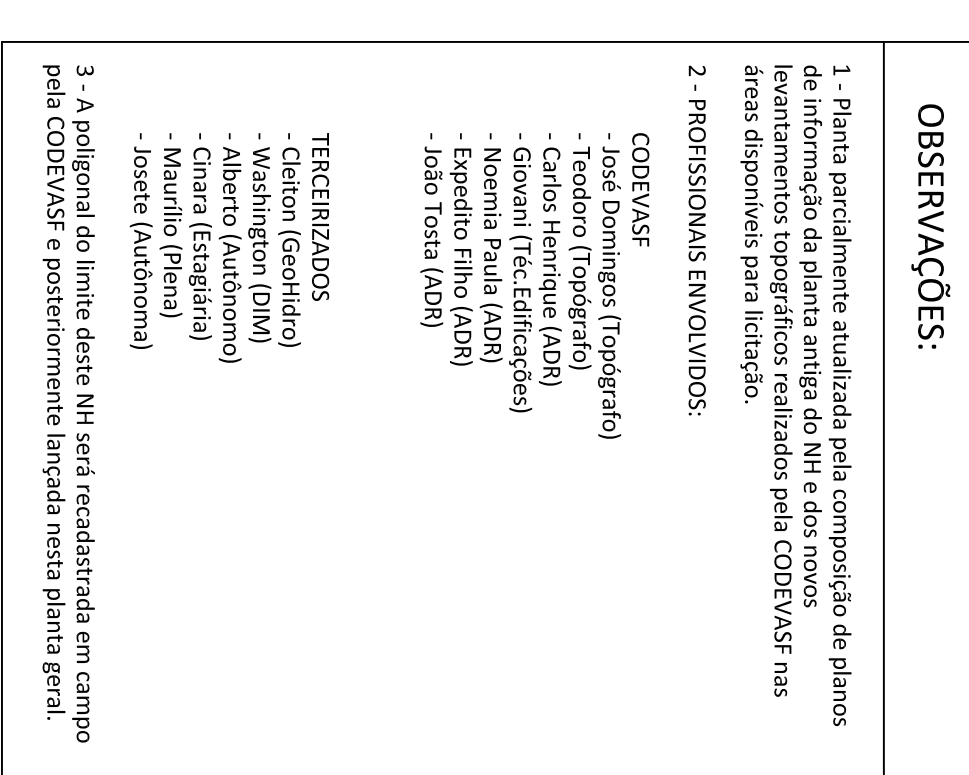 OBSERVAÇÕES:
1 - Planta parcialmente atualizada pela composição de planos
de informação da planta antiga do NH e dos novos
levantamentos topográficos realizados pela CODEVASF nas
áreas disponíveis para licitação.
2 - PROFISSIONAIS ENVOLVIDOS:
CODEVASF
- José Domingos (Topógrafo)
- Teodoro (Topógrafo)
- Carlos Henrique (ADR)
- Giovani (Téc.Edificações)
- Noemia Paula (ADR)
- Expedito Filho (ADR)
- João Tosta (ADR)
TERCEIRIZADOS
- Cleiton (GeoHidro)
- Washington (DIM)
- Alberto (Autônomo)
- Cinara (Estagiária)
- Maurílio (Plena)
- Josete (Autônoma)
3 - A poligonal do limite deste NH será recadastrada em campo
pela CODEVASF e posteriormente lançada nesta planta geral.